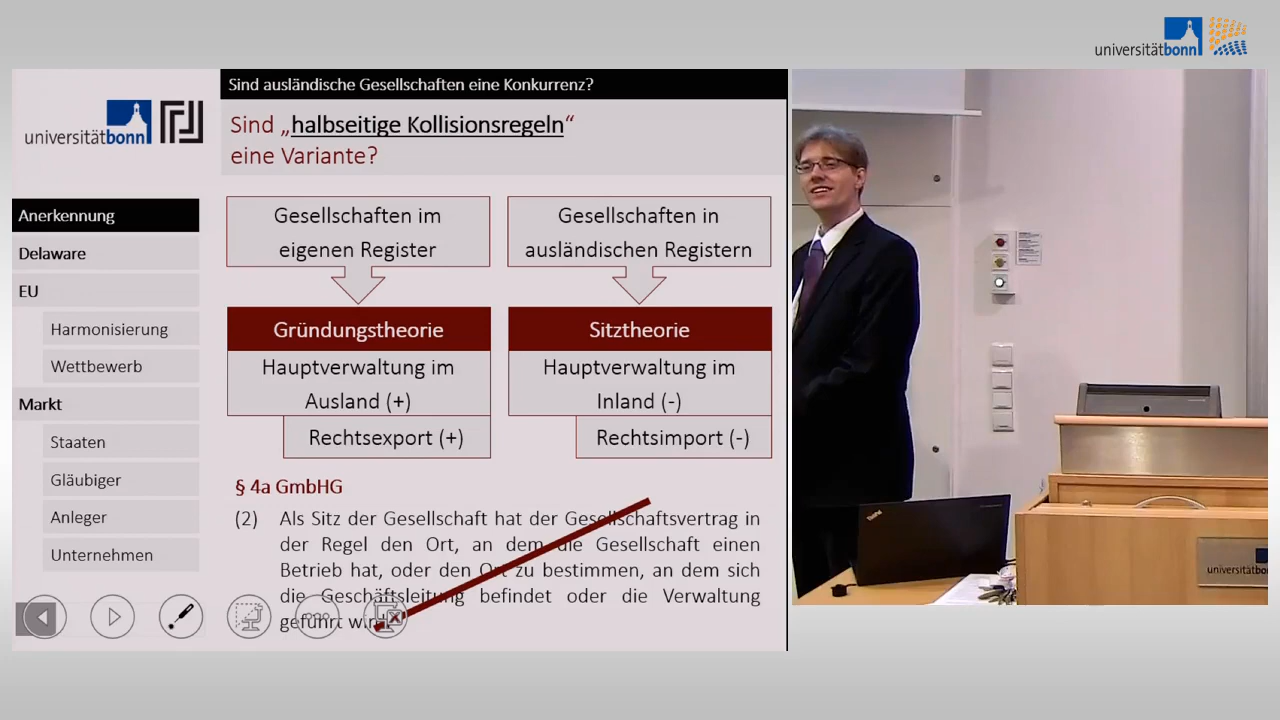 universitätbonn
Sind ausländische Gesellschaften eine Konkurrenz?
universitätbonn
Sind „halbseitige Kollisionsregeln“
eine Variante?
Anerkennung
Delaware
EU
Harmonisierung
Wettbewerb
Markt
Staaten
Gläubiger
Anleger
Unternehmen
Gesellschaften im
eigenen Register
Gründungstheorie
Hauptverwaltung im
Ausland (+)
Rechtsexport (+)
Gesellschaften in
ausländischen Registern
Sitztheorie
Hauptverwaltung im
Inland (-)
Rechtsimport (-)
§ 4a GmbHG
(2) Als Sitz der Gesellschaft hat der Gesellschaftsvertrag in
der Regel den Ort, an dem die Gesellschaft einen
Betrieb hat, oder den Ort zu bestimmen, an dem sich
die Geschäftsleitung befindet oder die Verwaltung
geführt
ThinkPad
universitätbo